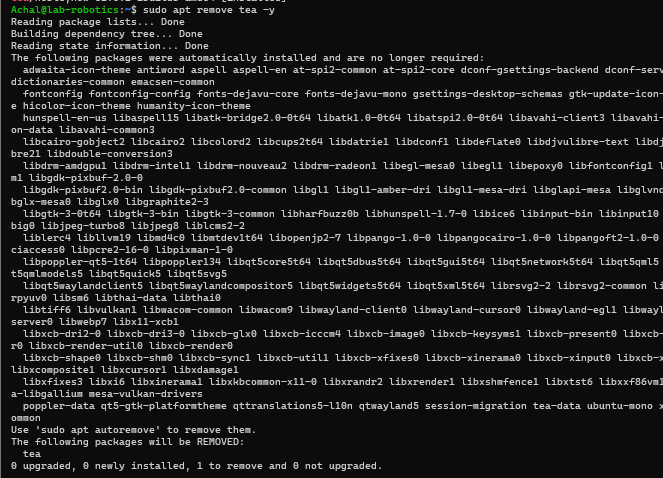 Achal@lab-robotics:~$ sudo apt remove tea -y
Reading package lists... Done
Building dependency tree... Done
Reading state information... Done
The following packages were automatically installed and are no longer required:
  adwaita-icon-theme antiword aspell aspell-en at-spi2-common at-spi2-core dconf-gsettings-backend dconf-serv
dictionaries-common emacsen-common
  fontconfig fontconfig-config fonts-dejavu-core fonts-dejavu-mono gsettings-desktop-schemas gtk-update-icon-
e hicolor-icon-theme humanity-icon-theme
  hunspell-en-us libaspell15 libatk-bridge2.0-0t64 libatk1.0-0t64 libatspi2.0-0t64 libavahi-client3 libavahi-
on-data libavahi-common3
  libcairo-gobject2 libcairo2 libcolord2 libcups2t64 libdatrie1 libdconf1 libdeflate0 libdjvulibre-text libdj
bre21 libdouble-conversion3
  libdrm-amdgpu1 libdrm-intel1 libdrm-nouveau2 libdrm-radeon1 libegl-mesa0 libegl1 libepoxy0 libfontconfig1 l
m1 libgdk-pixbuf-2.0-0
  libgdk-pixbuf2.0-bin libgdk-pixbuf2.0-common libgl1 libgl1-amber-dri libgl1-mesa-dri libglapi-mesa libglvnd
bglx-mesa0 libglx0 libgraphite2-3
  libgtk-3-0t64 libgtk-3-bin libgtk-3-common libharfbuzz0b libhunspell-1.7-0 libice6 libinput-bin libinput10
big0 libjpeg-turbo8 libjpeg8 liblcms2-2
  liblerc4 libllvm19 libmd4c0 libmtdev1t64 libopenjp2-7 libpango-1.0-0 libpangocairo-1.0-0 libpangoft2-1.0-0
ciaccess0 libpcre2-16-0 libpixman-1-0
  libpoppler-qt5-1t64 libpoppler134 libqt5core5t64 libqt5dbus5t64 libqt5gui5t64 libqt5network5t64 libqt5qml5
t5qmlmodels5 libqt5quick5 libqt5svg5
  libqt5waylandclient5 libqt5waylandcompositor5 libqt5widgets5t64 libqt5xml5t64 librsvg2-2 librsvg2-common li
rpyuv0 libsm6 libthai-data libthai0
  libtiff6 libvulkan1 libwacom-common libwacom9 libwayland-client0 libwayland-cursor0 libwayland-egl1 libwayl
server0 libwebp7 libx11-xcb1
  libxcb-dri2-0 libxcb-dri3-0 libxcb-glx0 libxcb-icccm4 libxcb-image0 libxcb-keysyms1 libxcb-present0 libxcb-
r0 libxcb-render-util0 libxcb-render0
  libxcb-shape0 libxcb-shm0 libxcb-sync1 libxcb-util1 libxcb-xfixes0 libxcb-xinerama0 libxcb-xinput0 libxcb-x
libxcomposite1 libxcursor1 libxdamage1
  libxfixes3 libxi6 libxinerama1 libxkbcommon-x11-0 libxrandr2 libxrender1 libxshmfence1 libxtst6 libxxf86vm1
a-libgallium mesa-vulkan-drivers
  poppler-data qt5-gtk-platformtheme qttranslations5-l10n qtwayland5 session-migration tea-data ubuntu-mono x
ommon
Use 'sudo apt autoremove' to remove them.
The following packages will be REMOVED:
  tea
0 upgraded, 0 newly installed, 1 to remove and 0 not upgraded.